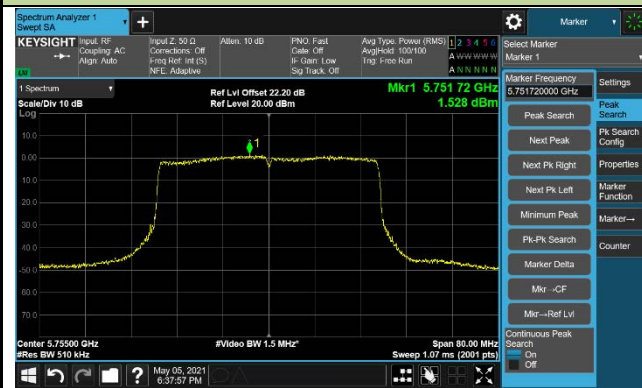 Spectrum Analyzer 1
Swept SA
Marker
KEYSIGHT
Input: RF
Coupling: AC
Align: Auto
Input Z: 50 Ω
Corrections: Off
Freq Ref: Int (S)
NFE: Adaptive
Atten: 10 dB
PNO: Fast
Gate: Off
IF Gain: Low
Sig Track: Off
Avg Type: Power (RMS)
Avg|Hold: 100/100
Trig: Free Run
1 2 3 4 5 6
A W W W W W
A N N N N N
Select Marker
Marker 1
LXI
1 Spectrum
Scale/Div 10 dB
Log
Ref Lvl Offset 22.20 dB
Ref Level 20.00 dBm
Mkr1 5.751 72 GHz
1.528 dBm
10.0
0.00
10.0
20.0
30.0
40.0
-50.0
60.0
70.0
1
Center 5.75500 GHz
#Res BW 510 kHz
#Video BW 1.5 MHz*
Span 80.00 MHz
Sweep 1.07 ms (2001 pts)
Marker Frequency
5.751720000 GHz
Peak Search
Next Peak
Next Pk Right
Next Pk Left
Minimum Peak
Pk-Pk Search
Marker Delta
Mkr→CF
Mkr→Ref Lvl
Continuous Peak
Search
On
Off
Settings
Peak
Search
Pk Search
Config
Properties
Marker
Function
Marker→
Counter
?
May 05, 2021
6:37:57 PM